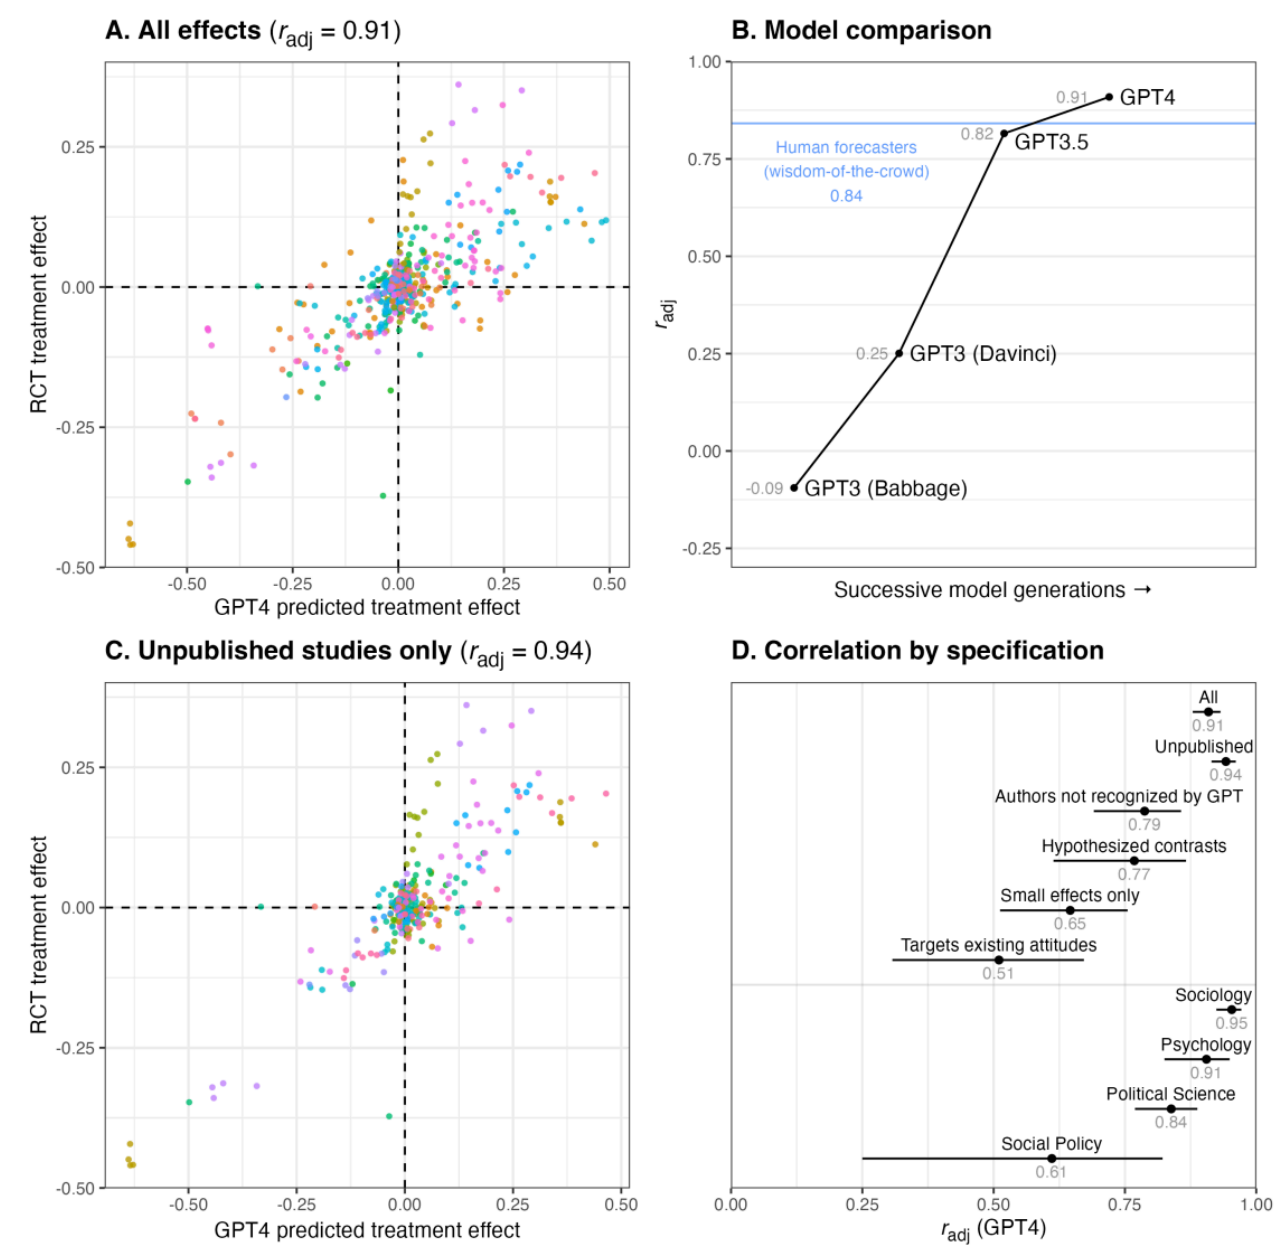 A. All effects (r_adj = 0.91)
0.25
0.00
-0.25
-0.50
RCT treatment effect
-0.50 -0.25 0.00 0.25 0.50
GPT4 predicted treatment effect
B. Model comparison
1.00
0.75
0.50
0.25
0.00
-0.25
r_adj
0.91 GPT4
0.82 GPT3.5
Human forecasters
(wisdom-of-the-crowd)
0.84
0.25 GPT3 (Davinci)
-0.09 GPT3 (Babbage)
Successive model generations →
C. Unpublished studies only (r_adj = 0.94)
0.25
0.00
-0.25
-0.50
RCT treatment effect
-0.50 -0.25 0.00 0.25 0.50
GPT4 predicted treatment effect
D. Correlation by specification
All
0.91
Unpublished
0.94
Authors not recognized by GPT
0.79
Hypothesized contrasts
0.77
Small effects only
0.65
Targets existing attitudes
0.51
Sociology
0.95
Psychology
0.91
Political Science
0.84
Social Policy
0.61
0.00 0.25 0.50 0.75 1.00
r_adj (GPT4)